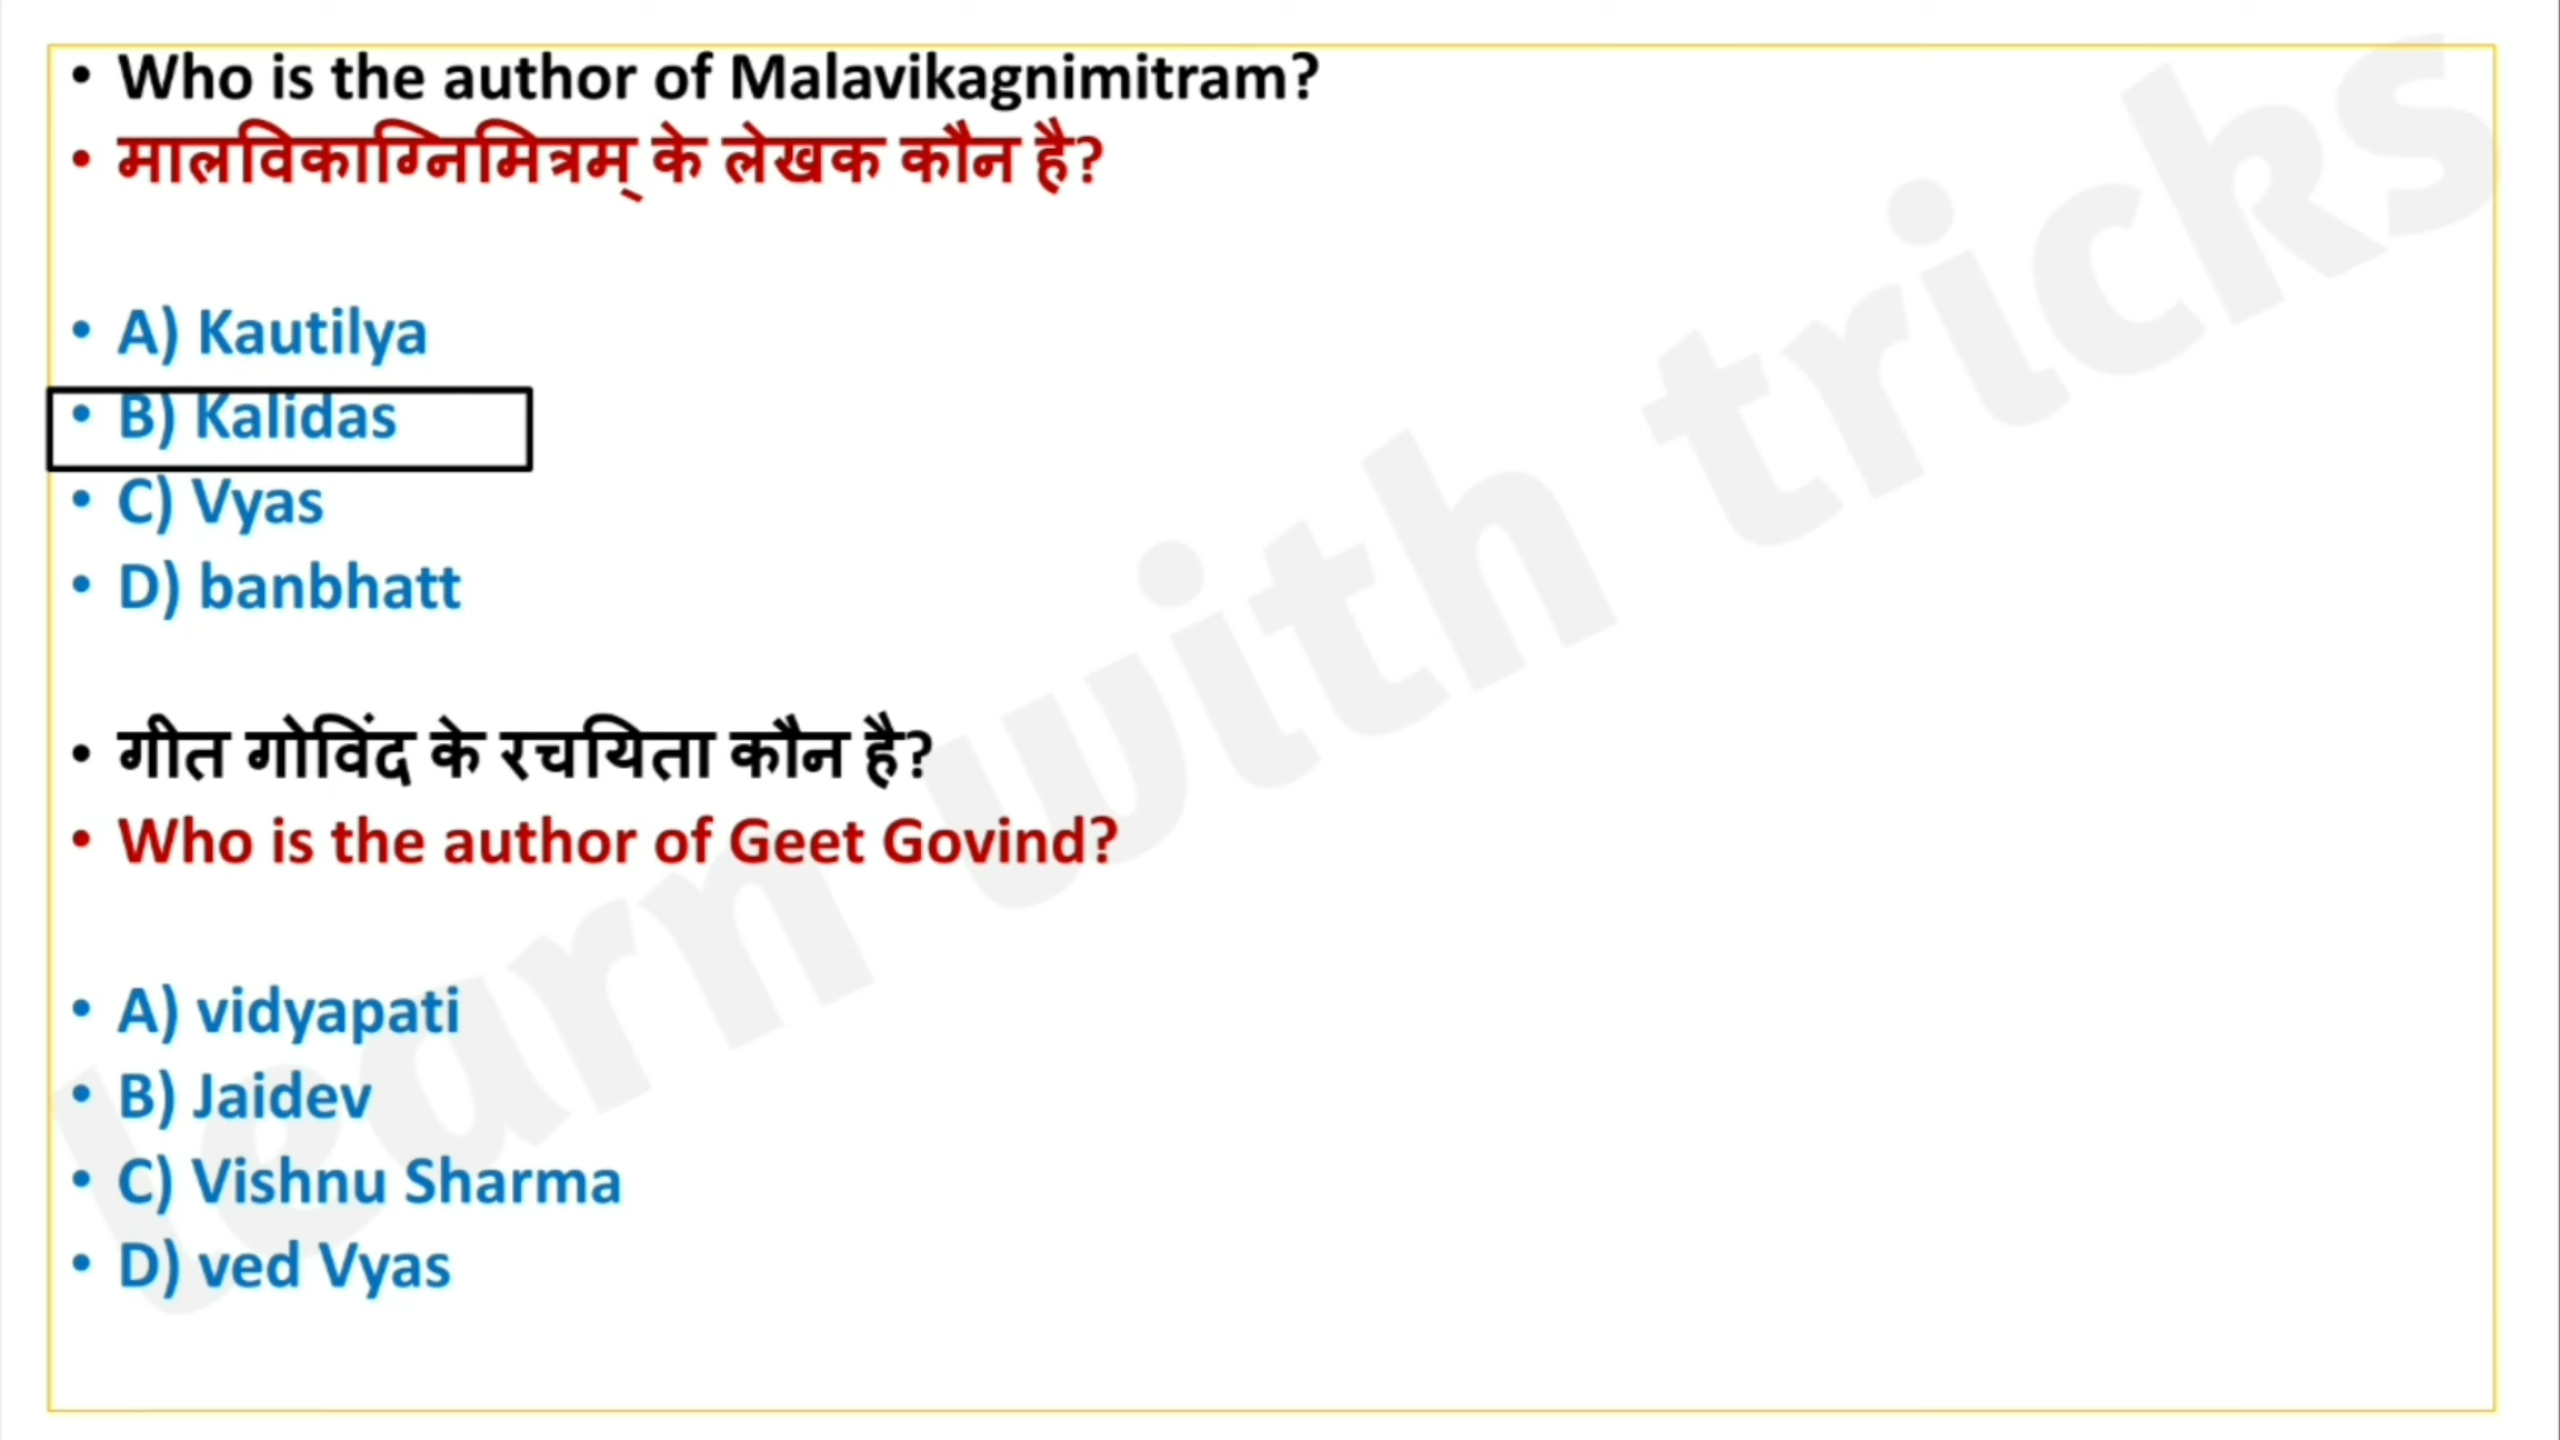 • Who is the author of Malavikagnimitram?
• मालविकाग्निमित्रम् के लेखक कौन है?
• A) Kautilya
• B) Kalidas
• C) Vyas
• D) banbhatt
• गीत गोविंद के रचयिता कौन है?
• Who is the author of Geet Govind?
• A) vidyapati
• B) Jaidev
• C) Vishnu Sharma
• D) ved Vyas
learn with tricks